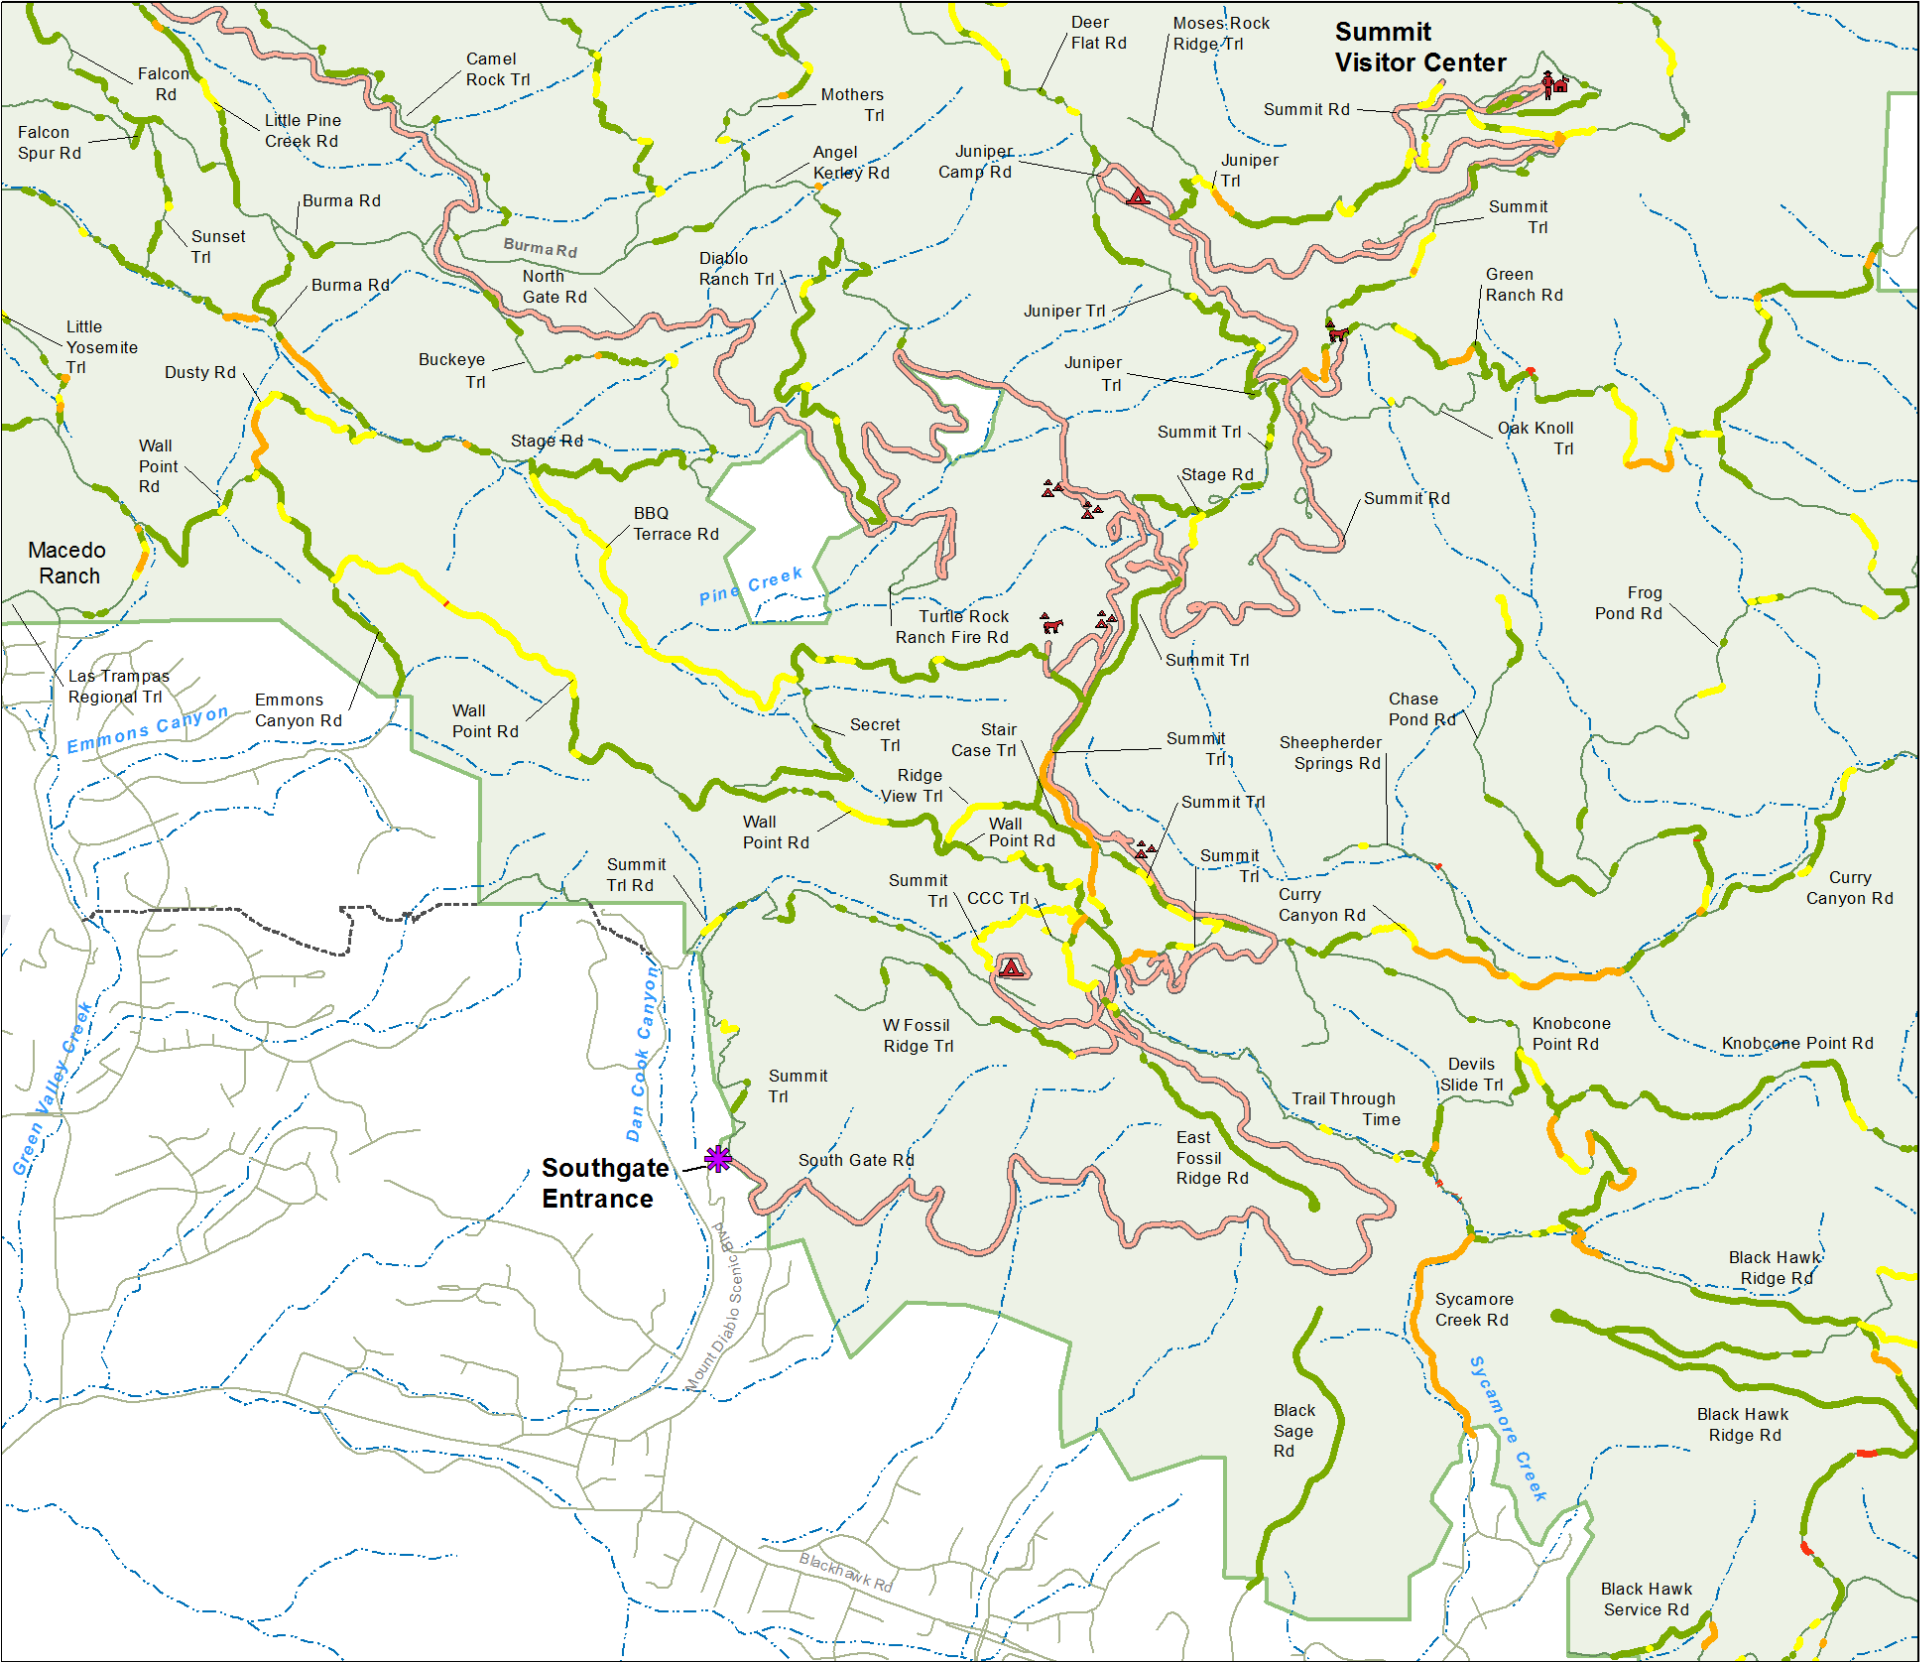 Deer
Flat Rd
Moses Rock
Ridge Trl
Summit
Visitor Center
Camel
Rock Trl
Falcon
Rd
Mothers
Trl
Summit Rd
Little Pine
Creek Rd
Falcon
Spur Rd
Angel
Kerley Rd
Juniper
Camp Rd
Juniper
Trl
Burma Rd
Summit
Trl
Sunset
Trl
Burma Rd
Diablo
Ranch Trl
North
Gate Rd
Burma Rd
Green
Ranch Rd
Juniper Trl
Little
Yosemite
Trl
Dusty Rd
Buckeye
Trl
Juniper
Trl
Stage Rd
Summit Trl
Oak Knoll
Trl
Wall
Point
Rd
Stage Rd
Summit Rd
BBQ
Terrace Rd
Macedo
Ranch
Pine Creek
Turtle Rock
Ranch Fire Rd
Frog
Pond Rd
Summit Trl
Las Trampas
Regional Trl
Emmons
Canyon Rd
Emmons Canyon
Wall
Point Rd
Secret
Trl
Stair
Case Trl
Summit
Trl
Chase
Pond Rd
Sheepherder
Springs Rd
Ridge
View Trl
Summit Trl
Wall
Point Rd
Wall
Point Rd
Summit
Trl Rd
Summit
Trl
CCC Trl
Summit
Trl
Curry
Canyon Rd
Curry
Canyon Rd
Dan Cook Canyon
Green Valley Creek
W Fossil
Ridge Trl
Knobcone
Point Rd
Knobcone Point Rd
Devils
Slide Trl
Summit
Trl
Trail Through
Time
East
Fossil
Ridge Rd
Southgate
Entrance
South Gate Rd
Mount Diablo Scenic Blvd
Black Hawk
Ridge Rd
Sycamore
Creek Rd
Sycamore Creek
Black
Sage
Rd
Black Hawk
Ridge Rd
Blackhawk Rd
Black Hawk
Service Rd